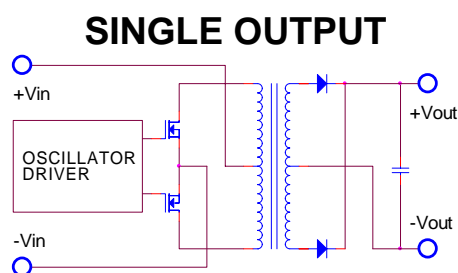 SINGLE OUTPUT
+Vin
+Vout
OSCILLATOR
DRIVER
-Vin
-Vout